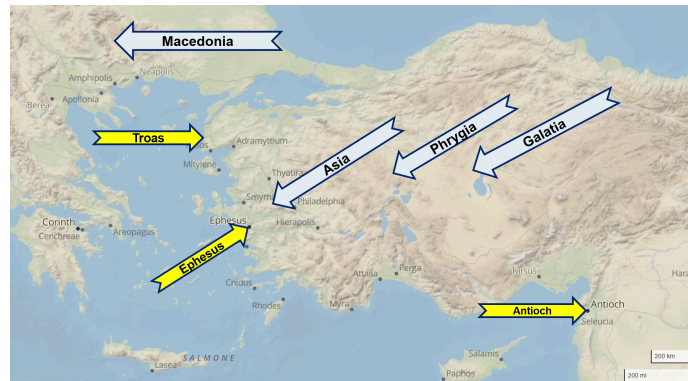 Macedonia
Neapolis
Amphipolis
Apollonia
Berea
Troas
Adramyttium
Mitylene
Thyatira
Asia
Phrygia
Galatia
Smyrna
Philadelphia
Corinth
Cenchreae
Areopagus
Ephesus
Hierapolis
Ephesus
Cnidus
Rhodes
Attalia
Perga
Myra
Tarsus
Antioch
Antioch
Seleucia
SALMONE
Lasea
Salamis
Paphos
200 km
200 mi